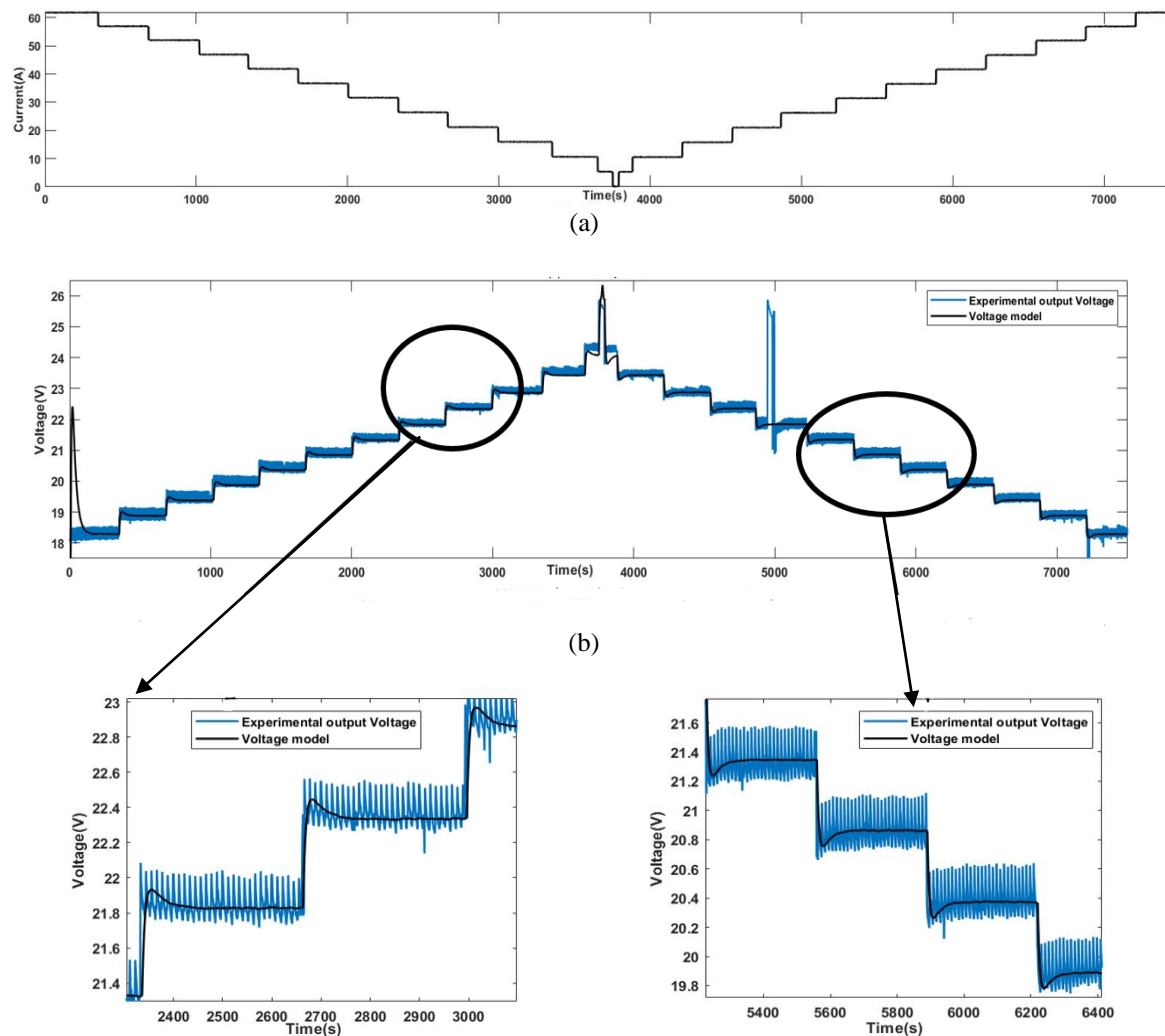 Current(A)
60
50
40
30
20
10
0
0 1000 2000 3000 4000 5000 6000 7000
Time(s)
(a)
Voltage(V)
26
25
24
23
22
21
20
19
18
Experimental output Voltage
Voltage model
0 1000 2000 3000 4000 5000 6000 7000
Time(s)
(b)
Voltage(V)
23
22.8
22.6
22.4
22.2
22
21.8
21.6
21.4
Experimental output Voltage
Voltage model
2400 2500 2600 2700 2800 2900 3000
Time(s)
Voltage(V)
21.6
21.4
21.2
21
20.8
20.6
20.4
20.2
20
19.8
Experimental output Voltage
Voltage model
5400 5600 5800 6000 6200 6400
Time(s)